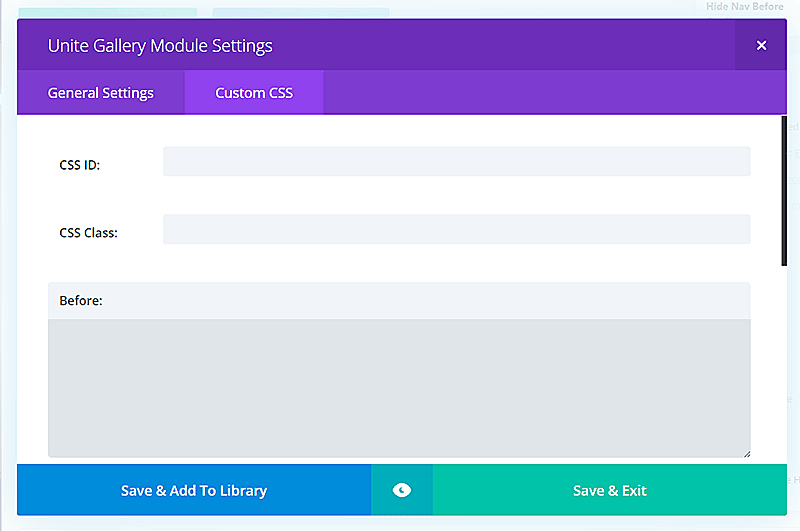 Hide Nav Before
Unite Gallery Module Settings
General Settings
Custom CSS
CSS ID:
CSS Class:
Before:
Save & Add To Library
Save & Exit